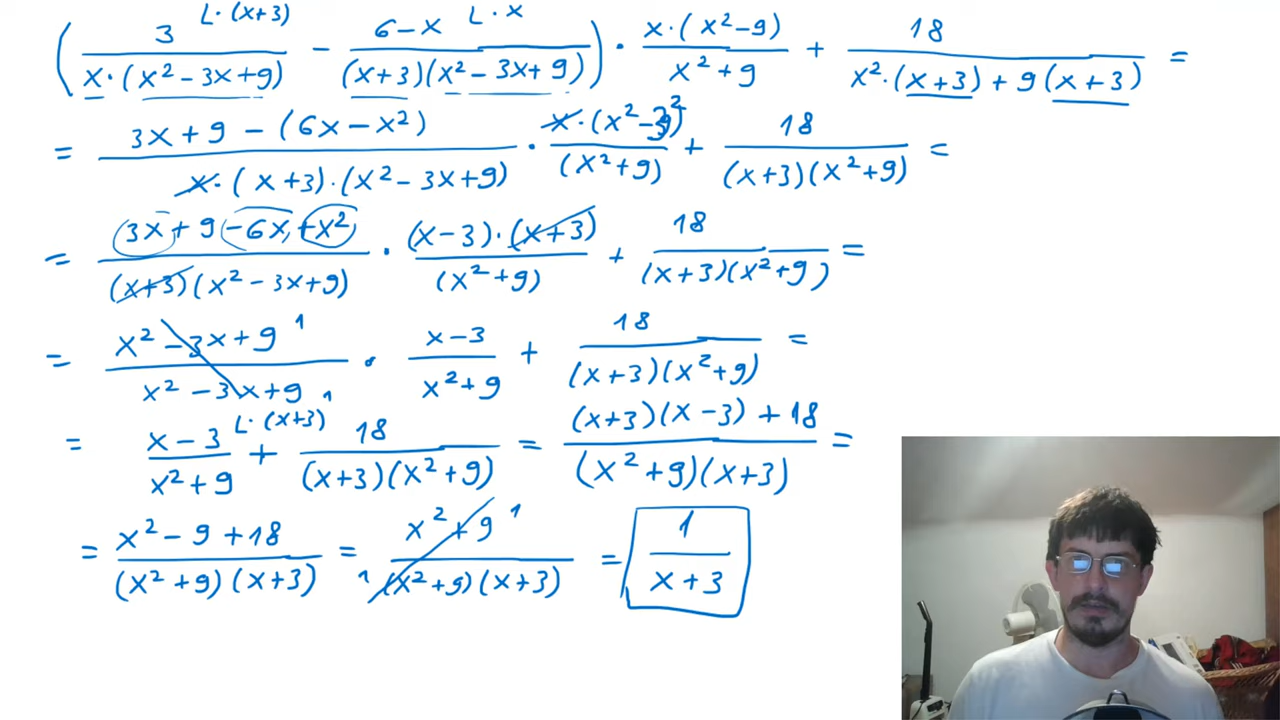 L·(x+3) L·x
(3/(x·(x²−3x+9)) − (6−x)/((x+3)(x²−3x+9))) · (x·(x²−9))/(x²+9) + 18/(x²·(x+3)+9(x+3)) =
= (3x+9−(6x−x²))/(x·(x+3)·(x²−3x+9)) · (x·(x²−3²))/((x²+9)) + 18/((x+3)(x²+9)) =
= (3x+9−6x+x²)/((x+3)(x²−3x+9)) · ((x−3)·(x+3))/((x²+9)) + 18/((x+3)(x²+9)) =
= (x²−3x+9)¹/(x²−3x+9)₁ · (x−3)/(x²+9) + 18/((x+3)(x²+9)) =
= (x−3)/(x²+9) L·(x+3) + 18/((x+3)(x²+9)) = ((x+3)(x−3)+18)/((x²+9)(x+3)) =
= (x²−9+18)/((x²+9)(x+3)) = (x²+9)¹/(¹(x²+9)(x+3)) = 1/(x+3)